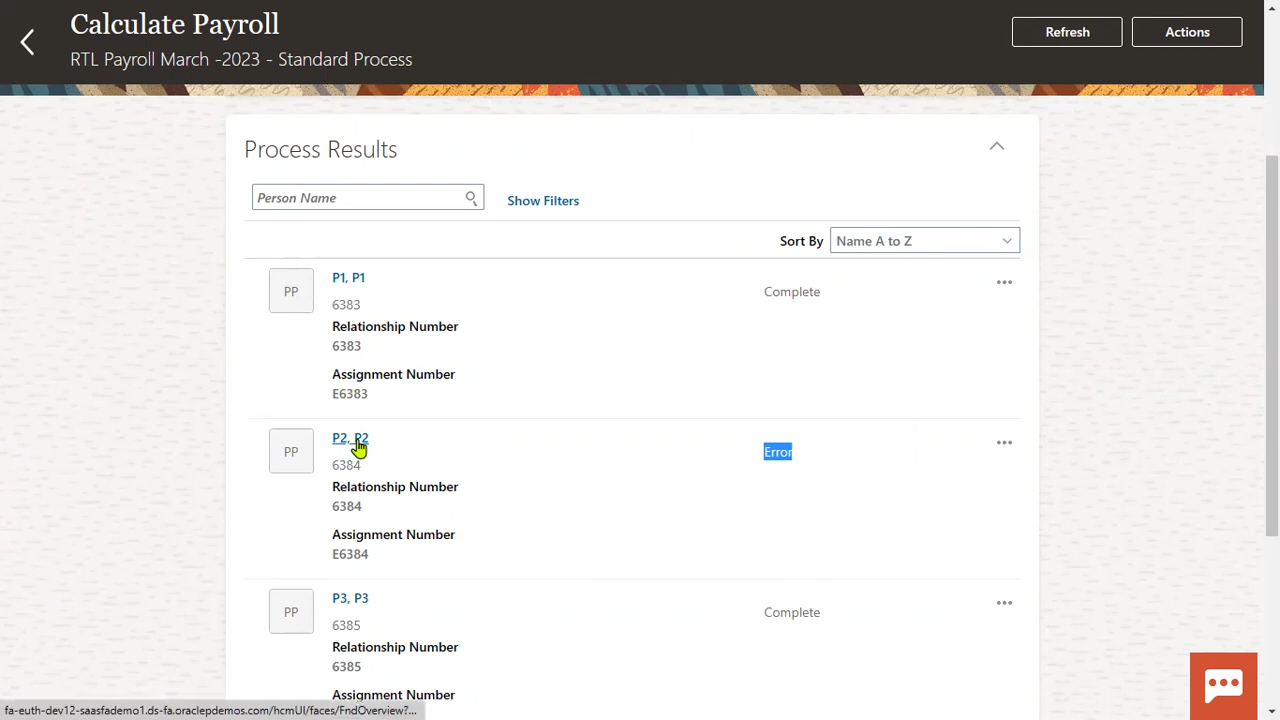 Calculate Payroll
RTL Payroll March -2023 - Standard Process
Refresh
Actions
Process Results
Person Name
Show Filters
Sort By
Name A to Z
PP
P1, P1
6383
Relationship Number
6383
Assignment Number
E6383
Complete
PP
P2, P2
6384
Relationship Number
6384
Assignment Number
E6384
Error
PP
P3, P3
6385
Relationship Number
6385
Assignment Number
Complete
fa-euth-dev12-saasfademo1.ds-fa.oraclepdemos.com/hcmUI/faces/FndOverview?...